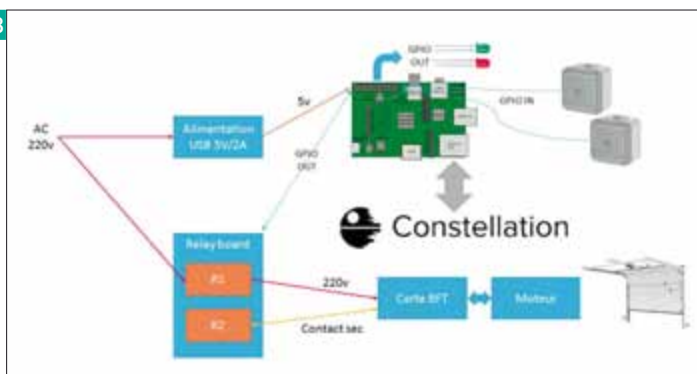 3
GPIO
OUT
5v
GPIO IN
AC
220v
Alimentation
USB 5V/2A
GPIO
OUT
Constellation
Relay board
R1
220v
Carte BFT
Moteur
R2
Contact sec